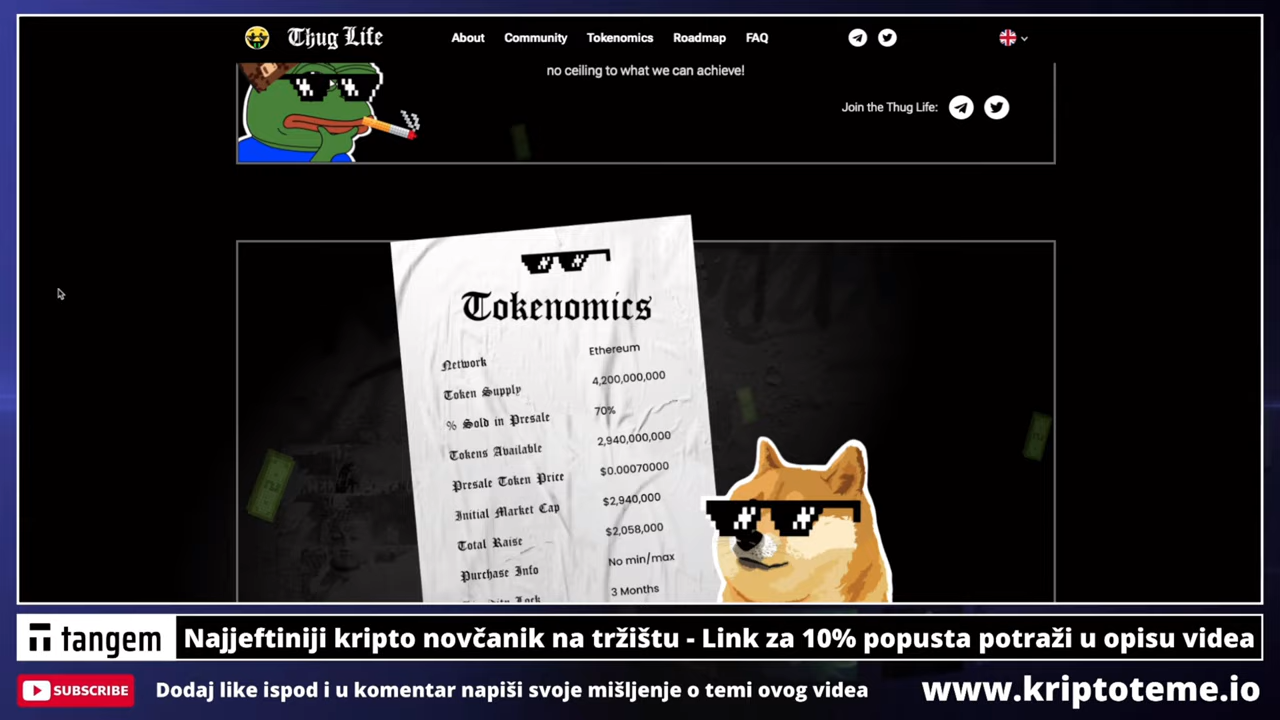 Thug Life
About
Community
Tokenomics
Roadmap
FAQ
no ceiling to what we can achieve!
Join the Thug Life:
Tokenomics
Network Ethereum
Token Supply 4,200,000,000
% Sold in Presale 70%
Tokens Available 2,940,000,000
Presale Token Price $0.00070000
Initial Market Cap $2,940,000
Total Raise $2,058,000
Purchase Info No min/max
Lock 3 Months
tangem
Najjeftiniji kripto novčanik na tržištu - Link za 10% popusta potraži u opisu videa
SUBSCRIBE
Dodaj like ispod i u komentar napiši svoje mišljenje o temi ovog videa
www.kriptoteme.io